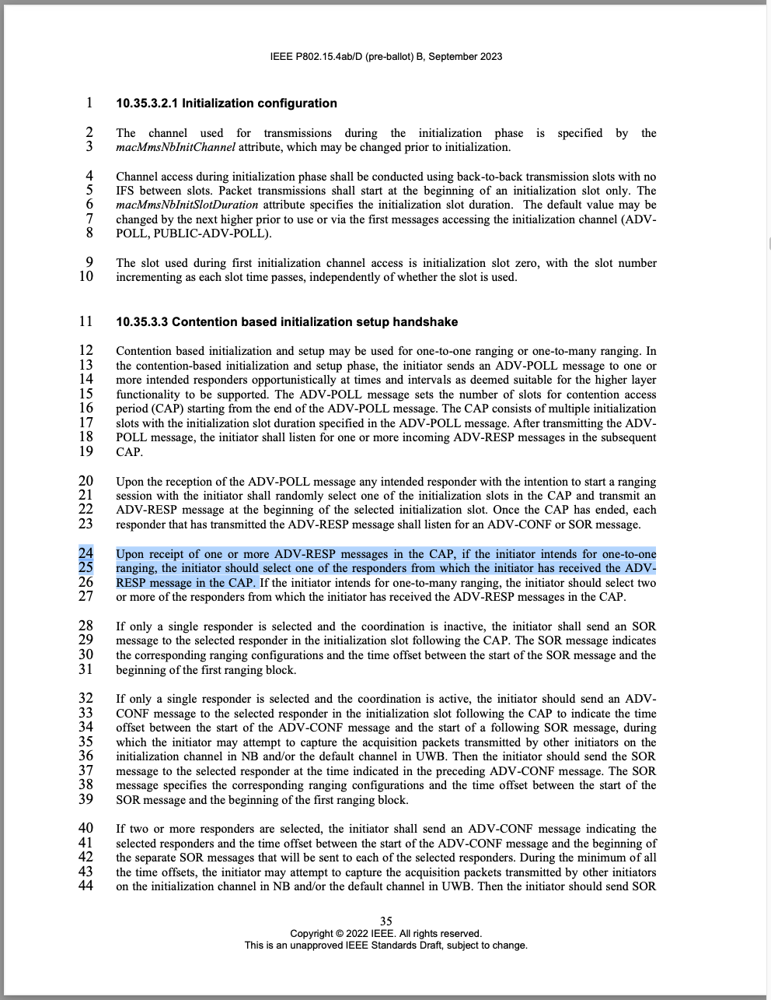 IEEE P802.15.4ab/D (pre-ballot) B, September 2023
1 10.35.3.2.1 Initialization configuration
2 The channel used for transmissions during the initialization phase is specified by the
3 macMmsNbInitChannel attribute, which may be changed prior to initialization.
4 Channel access during initialization phase shall be conducted using back-to-back transmission slots with no
5 IFS between slots. Packet transmissions shall start at the beginning of an initialization slot only. The
6 macMmsNbInitSlotDuration attribute specifies the initialization slot duration. The default value may be
7 changed by the next higher prior to use or via the first messages accessing the initialization channel (ADV-
8 POLL, PUBLIC-ADV-POLL).
9 The slot used during first initialization channel access is initialization slot zero, with the slot number
10 incrementing as each slot time passes, independently of whether the slot is used.
11 10.35.3.3 Contention based initialization setup handshake
12 Contention based initialization and setup may be used for one-to-one ranging or one-to-many ranging. In
13 the contention-based initialization and setup phase, the initiator sends an ADV-POLL message to one or
14 more intended responders opportunistically at times and intervals as deemed suitable for the higher layer
15 functionality to be supported. The ADV-POLL message sets the number of slots for contention access
16 period (CAP) starting from the end of the ADV-POLL message. The CAP consists of multiple initialization
17 slots with the initialization slot duration specified in the ADV-POLL message. After transmitting the ADV-
18 POLL message, the initiator shall listen for one or more incoming ADV-RESP messages in the subsequent
19 CAP.
20 Upon the reception of the ADV-POLL message any intended responder with the intention to start a ranging
21 session with the initiator shall randomly select one of the initialization slots in the CAP and transmit an
22 ADV-RESP message at the beginning of the selected initialization slot. Once the CAP has ended, each
23 responder that has transmitted the ADV-RESP message shall listen for an ADV-CONF or SOR message.
24 Upon receipt of one or more ADV-RESP messages in the CAP, if the initiator intends for one-to-one
25 ranging, the initiator should select one of the responders from which the initiator has received the ADV-
26 RESP message in the CAP. If the initiator intends for one-to-many ranging, the initiator should select two
27 or more of the responders from which the initiator has received the ADV-RESP messages in the CAP.
28 If only a single responder is selected and the coordination is inactive, the initiator shall send an SOR
29 message to the selected responder in the initialization slot following the CAP. The SOR message indicates
30 the corresponding ranging configurations and the time offset between the start of the SOR message and the
31 beginning of the first ranging block.
32 If only a single responder is selected and the coordination is active, the initiator should send an ADV-
33 CONF message to the selected responder in the initialization slot following the CAP to indicate the time
34 offset between the start of the ADV-CONF message and the start of a following SOR message, during
35 which the initiator may attempt to capture the acquisition packets transmitted by other initiators on the
36 initialization channel in NB and/or the default channel in UWB. Then the initiator should send the SOR
37 message to the selected responder at the time indicated in the preceding ADV-CONF message. The SOR
38 message specifies the corresponding ranging configurations and the time offset between the start of the
39 SOR message and the beginning of the first ranging block.
40 If two or more responders are selected, the initiator shall send an ADV-CONF message indicating the
41 selected responders and the time offset between the start of the ADV-CONF message and the beginning of
42 the separate SOR messages that will be sent to each of the selected responders. During the minimum of all
43 the time offsets, the initiator may attempt to capture the acquisition packets transmitted by other initiators
44 on the initialization channel in NB and/or the default channel in UWB. Then the initiator should send SOR
35
Copyright © 2022 IEEE. All rights reserved.
This is an unapproved IEEE Standards Draft, subject to change.